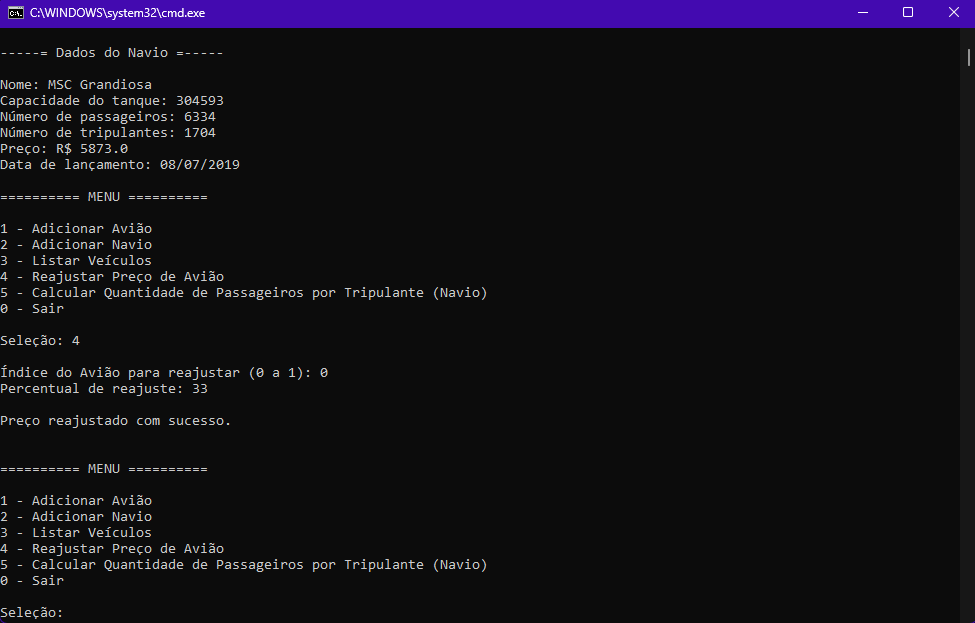 C:\WINDOWS\system32\cmd.exe
-----= Dados do Navio =-----
Nome: MSC Grandiosa
Capacidade do tanque: 304593
Número de passageiros: 6334
Número de tripulantes: 1704
Preço: R$ 5873.0
Data de lançamento: 08/07/2019
========== MENU ==========
1 - Adicionar Avião
2 - Adicionar Navio
3 - Listar Veículos
4 - Reajustar Preço de Avião
5 - Calcular Quantidade de Passageiros por Tripulante (Navio)
0 - Sair
Seleção: 4
Índice do Avião para reajustar (0 a 1): 0
Percentual de reajuste: 33
Preço reajustado com sucesso.
========== MENU ==========
1 - Adicionar Avião
2 - Adicionar Navio
3 - Listar Veículos
4 - Reajustar Preço de Avião
5 - Calcular Quantidade de Passageiros por Tripulante (Navio)
0 - Sair
Seleção: